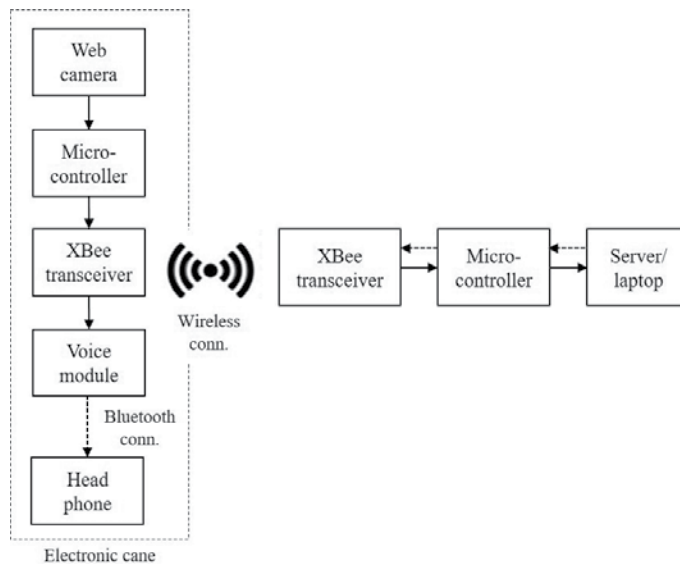 Web
camera
Micro-
controller
XBee
transceiver
Voice
module
Bluetooth
conn.
Head
phone
Electronic cane
Wireless
conn.
XBee
transceiver
Micro-
controller
Server/
laptop